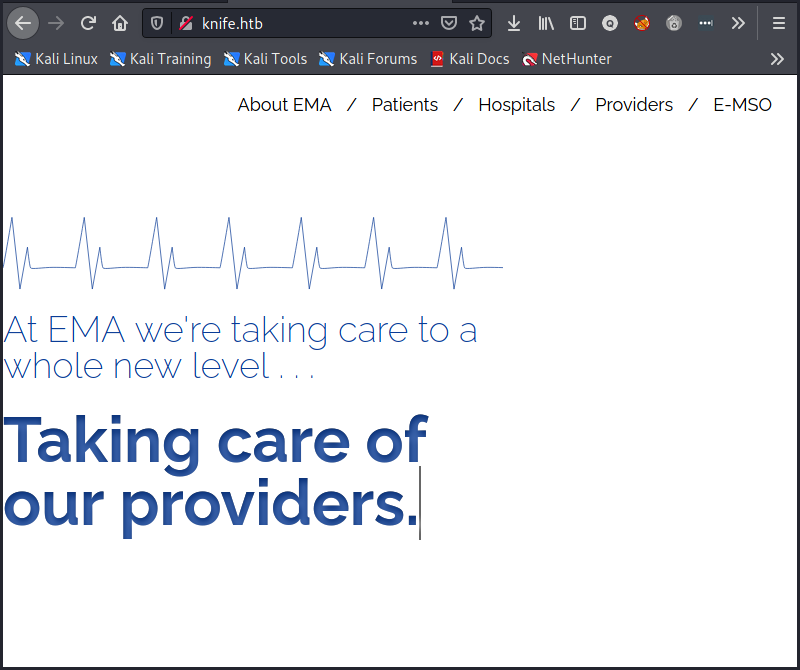 knife.htb
Kali Linux Kali Training Kali Tools Kali Forums Kali Docs NetHunter
About EMA / Patients / Hospitals / Providers / E-MSO
At EMA we're taking care to a
whole new level . . .
Taking care of
our providers.